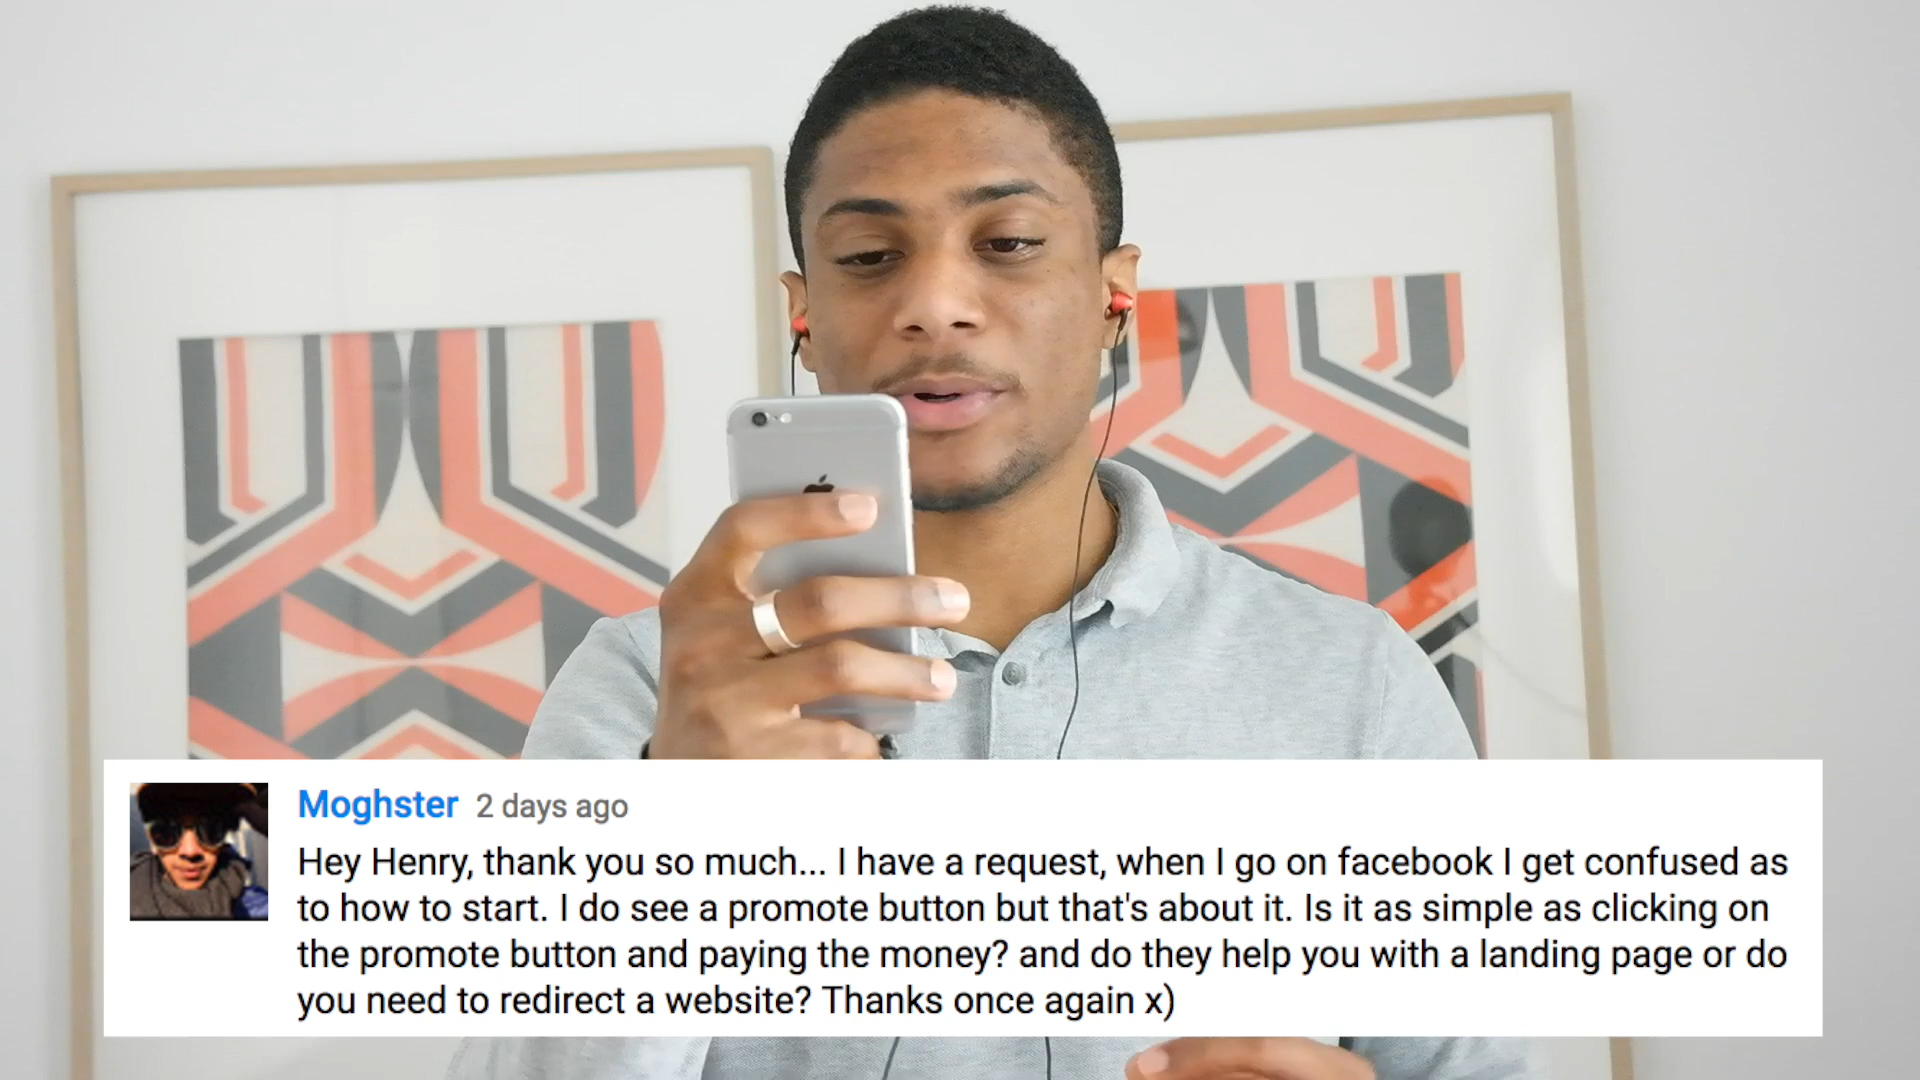 Moghster 2 days ago
Hey Henry, thank you so much... I have a request, when I go on facebook I get confused as
to how to start. I do see a promote button but that's about it. Is it as simple as clicking on
the promote button and paying the money? and do they help you with a landing page or do
you need to redirect a website? Thanks once again x)